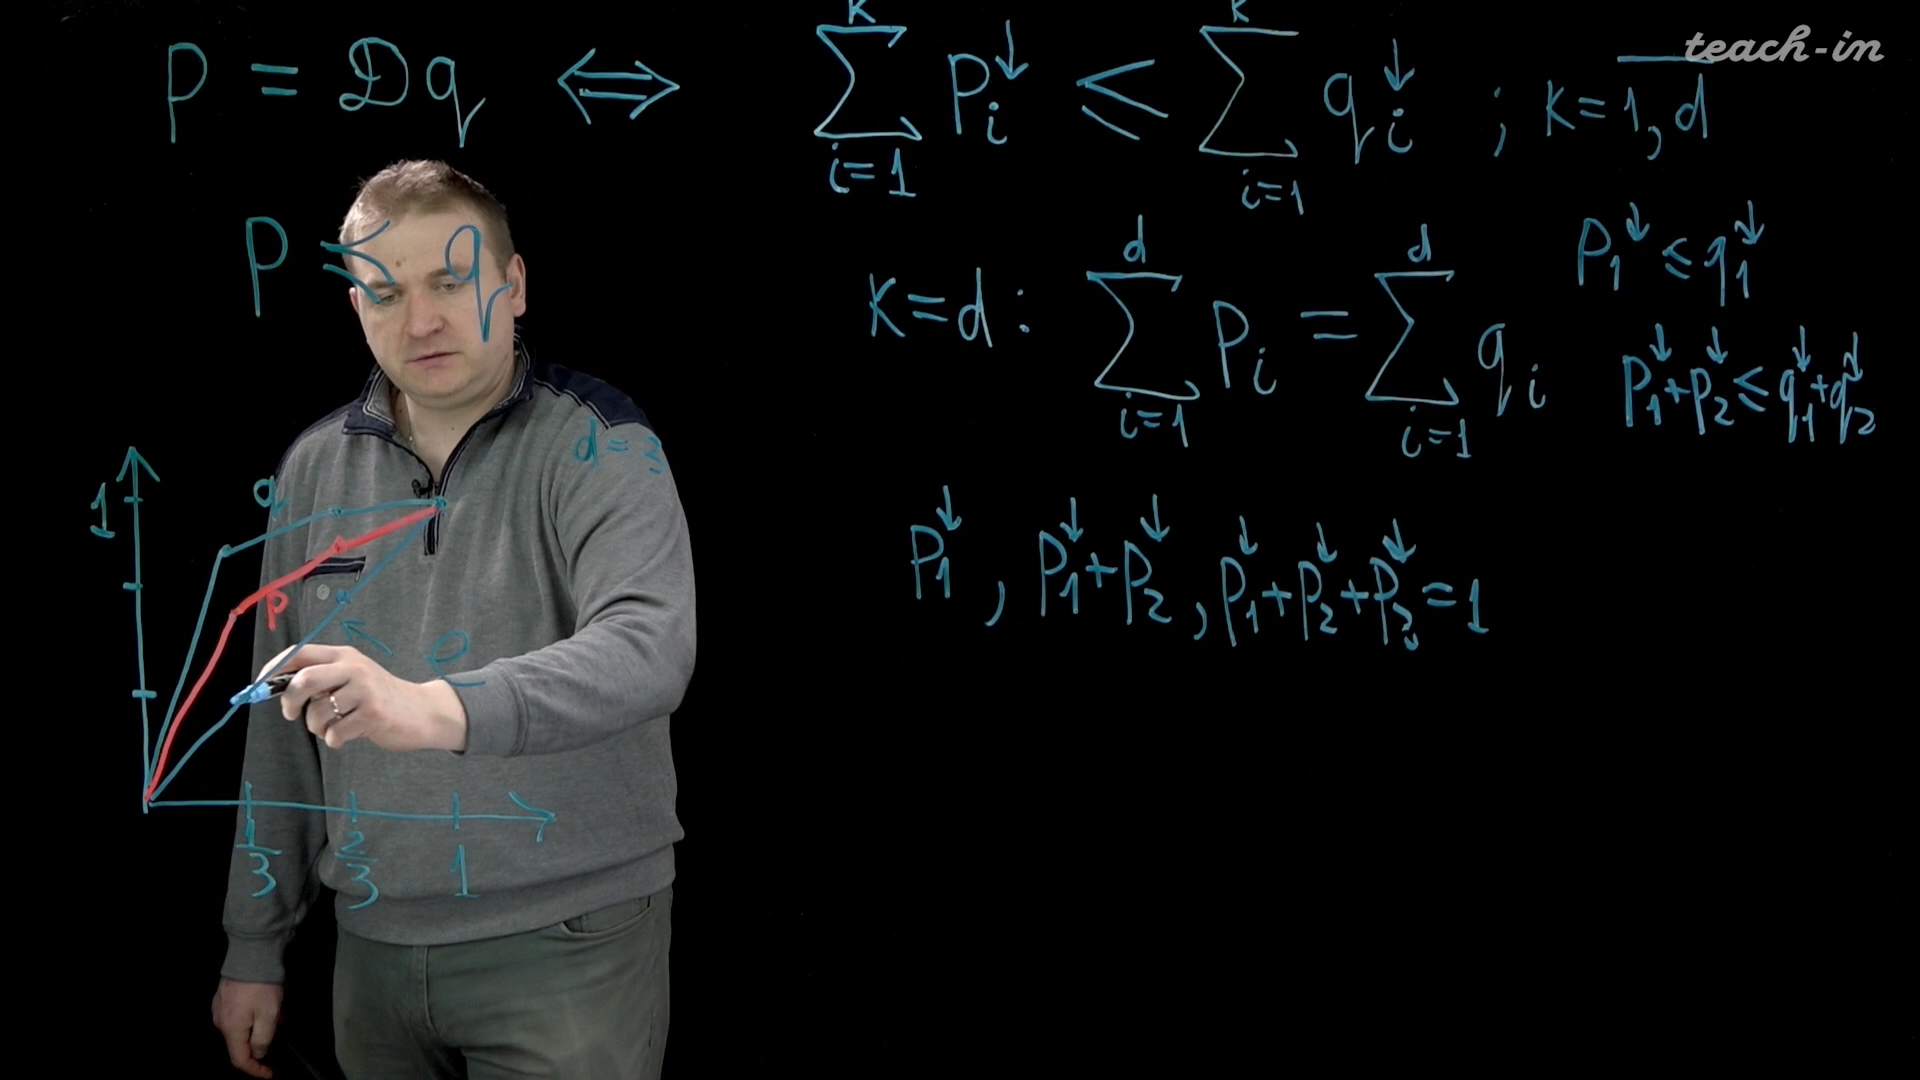 teach-in
p = 𝒟q ⟺ ∑_{i=1}^{K} p_i^↓ ≤ ∑_{i=1}^{K} q_i^↓ ; K = \overline{1, d}
p ≼ q
p_1^↓ ≤ q_1^↓
K = d : ∑_{i=1}^{d} p_i = ∑_{i=1}^{d} q_i
p_1^↓ + p_2^↓ ≤ q_1^↓ + q_2^↓
d = 3
1
q
p
p_1^↓ , p_1^↓ + p_2^↓ , p_1^↓ + p_2^↓ + p_3^↓ = 1
1/3 2/3 1